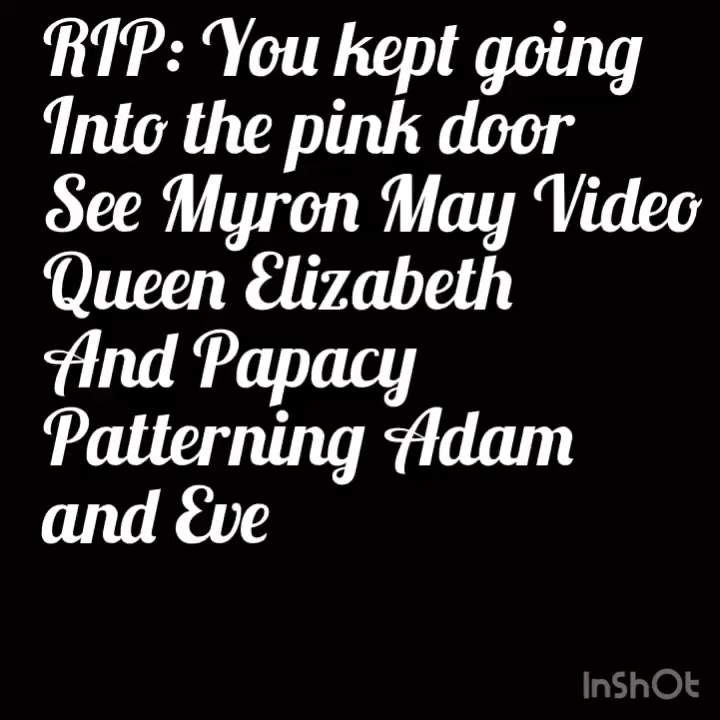 RIP: You kept going
Into the pink door
See Myron May Video
Queen Elizabeth
And Papacy
Patterning Adam
and Eve
InShOt